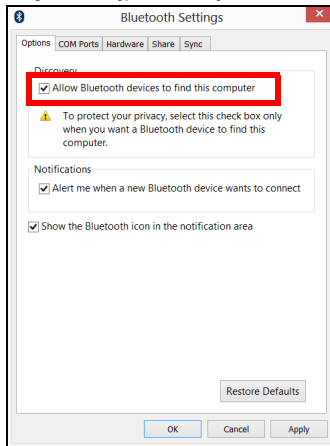 Bluetooth Settings
Options COM Ports Hardware Share Sync
Discovery
Allow Bluetooth devices to find this computer
To protect your privacy, select this check box only
when you want a Bluetooth device to find this
computer.
Notifications
Alert me when a new Bluetooth device wants to connect
Show the Bluetooth icon in the notification area
Restore Defaults
OK Cancel Apply